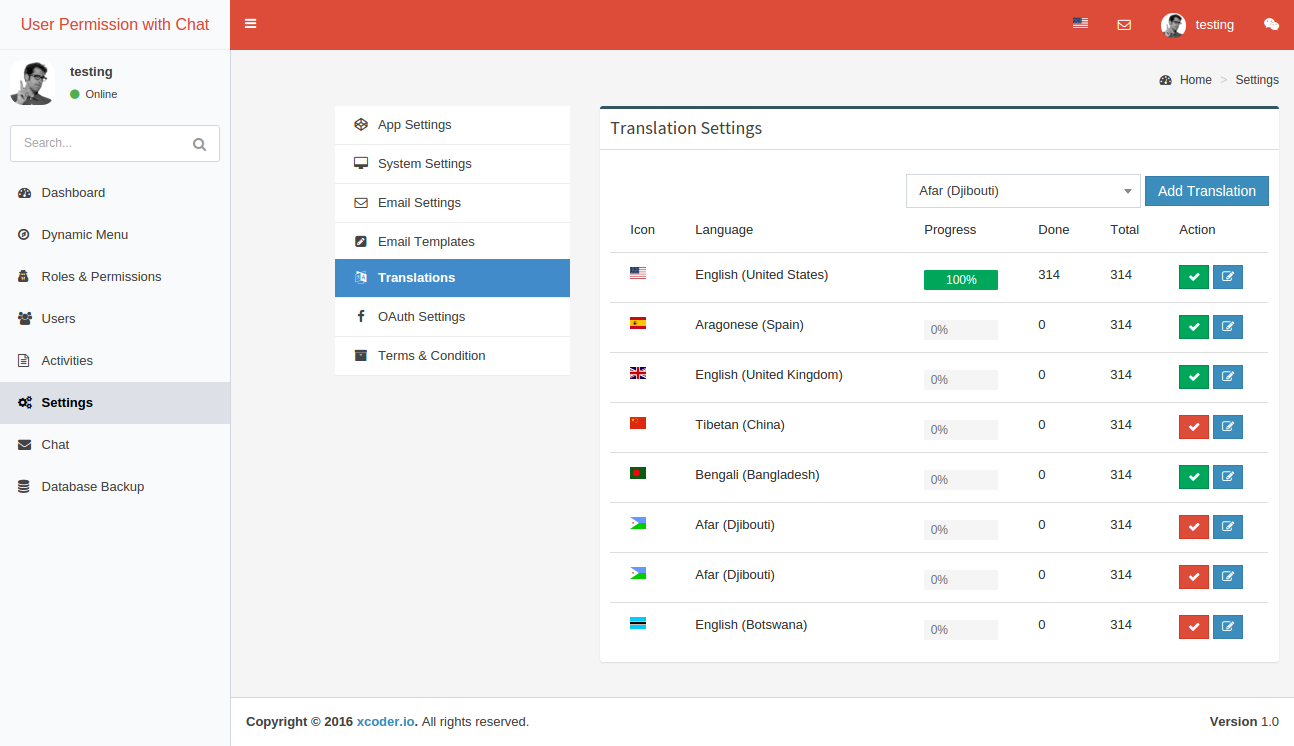 User Permission with Chat
testing
testing
Online
Home > Settings
Search...
Dashboard
Dynamic Menu
Roles & Permissions
Users
Activities
Settings
Chat
Database Backup
App Settings
System Settings
Email Settings
Email Templates
Translations
OAuth Settings
Terms & Condition
Translation Settings
Afar (Djibouti) Add Translation
Icon Language Progress Done Total Action
English (United States) 100% 314 314
Aragonese (Spain) 0% 0 314
English (United Kingdom) 0% 0 314
Tibetan (China) 0% 0 314
Bengali (Bangladesh) 0% 0 314
Afar (Djibouti) 0% 0 314
Afar (Djibouti) 0% 0 314
English (Botswana) 0% 0 314
Copyright © 2016 xcoder.io. All rights reserved. Version 1.0